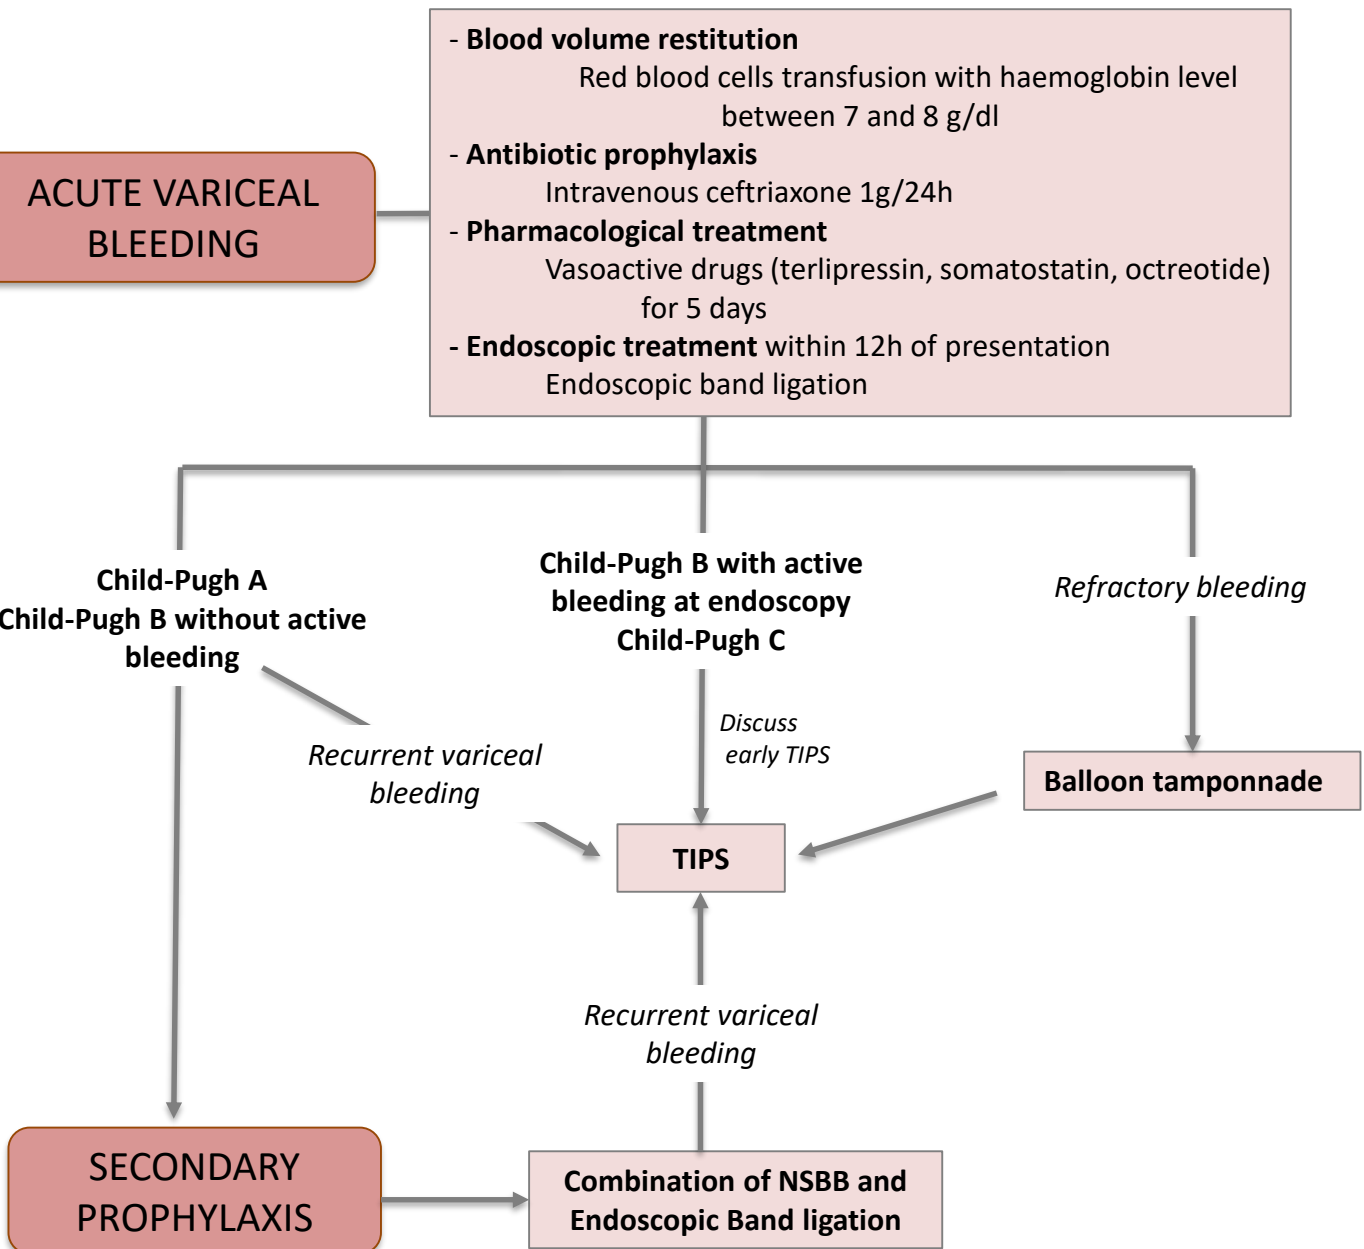 - Blood volume restitution
Red blood cells transfusion with haemoglobin level
between 7 and 8 g/dl
- Antibiotic prophylaxis
Intravenous ceftriaxone 1g/24h
- Pharmacological treatment
Vasoactive drugs (terlipressin, somatostatin, octreotide)
for 5 days
- Endoscopic treatment within 12h of presentation
Endoscopic band ligation
ACUTE VARICEAL
BLEEDING
Child-Pugh A
Child-Pugh B without active
bleeding
Child-Pugh B with active
bleeding at endoscopy
Child-Pugh C
Refractory bleeding
Recurrent variceal
bleeding
Discuss
early TIPS
Balloon tamponnade
TIPS
Recurrent variceal
bleeding
SECONDARY
PROPHYLAXIS
Combination of NSBB and
Endoscopic Band ligation